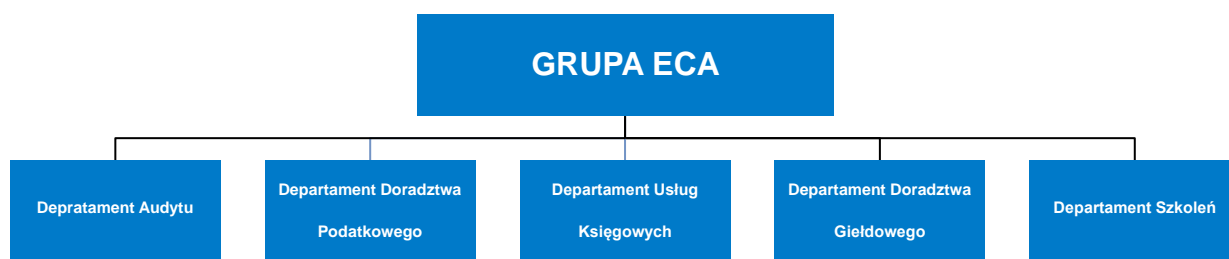 GRUPA ECA
Depratament Audytu
Departament Doradztwa
Podatkowego
Departament Usług
Księgowych
Departament Doradztwa
Giełdowego
Departament Szkoleń